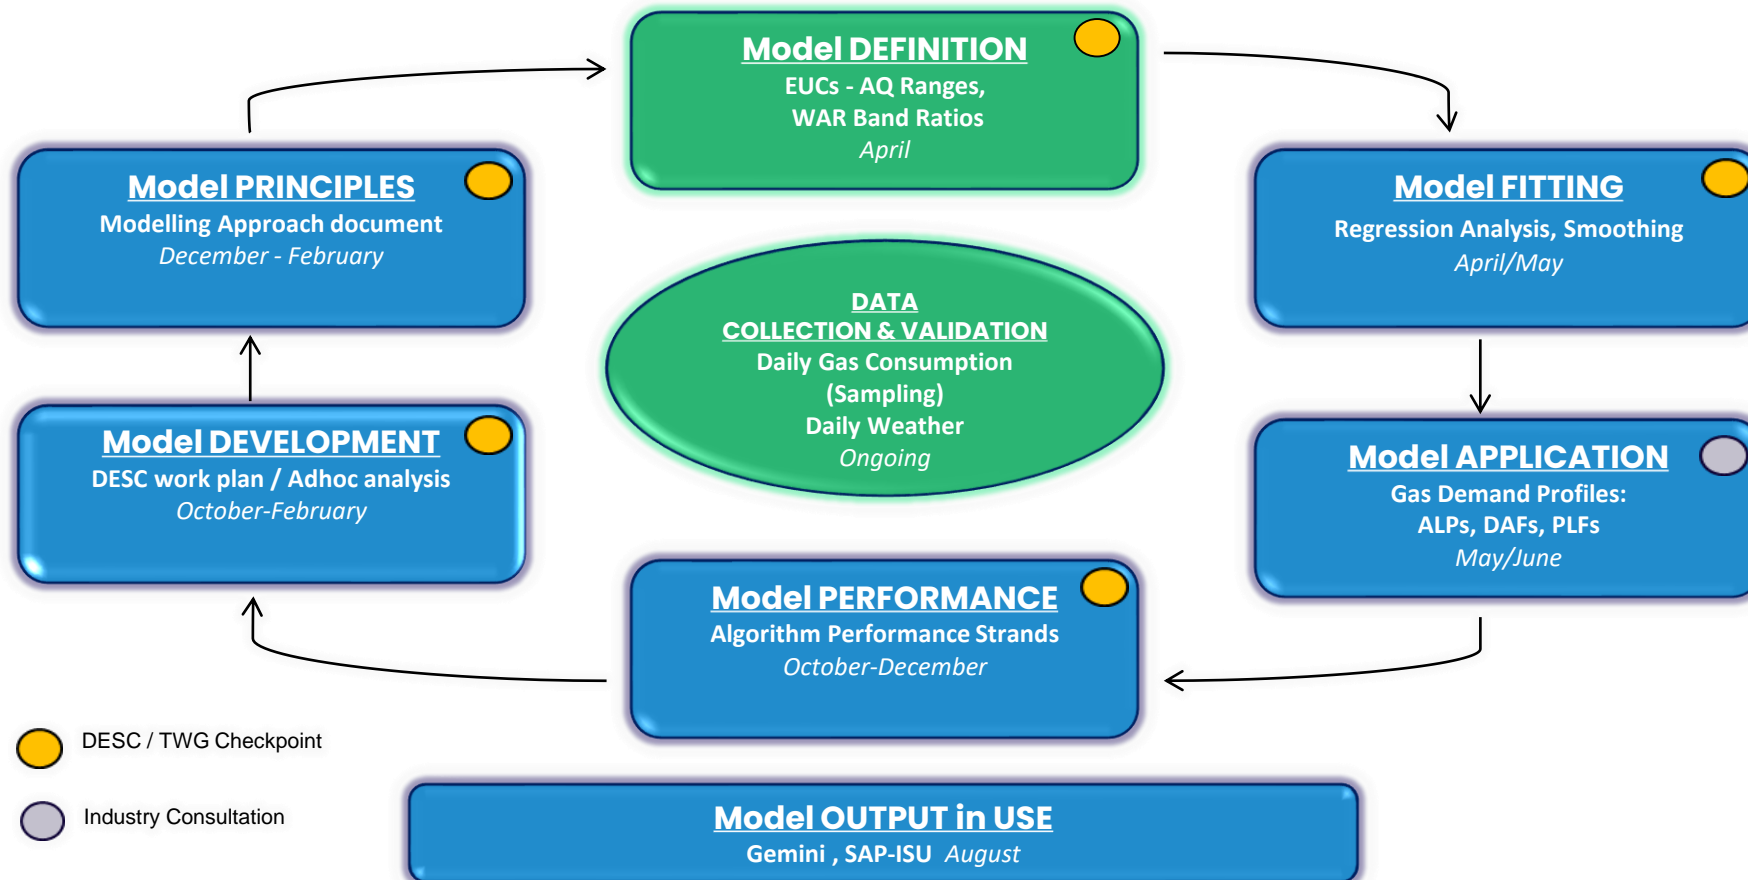 Model DEFINITION
EUCs - AQ Ranges,
WAR Band Ratios
April
Model PRINCIPLES
Modelling Approach document
December - February
Model FITTING
Regression Analysis, Smoothing
April/May
DATA
COLLECTION & VALIDATION
Daily Gas Consumption
(Sampling)
Daily Weather
Ongoing
Model DEVELOPMENT
DESC work plan / Adhoc analysis
October-February
Model APPLICATION
Gas Demand Profiles:
ALPs, DAFs, PLFs
May/June
Model PERFORMANCE
Algorithm Performance Strands
October-December
DESC / TWG Checkpoint
Industry Consultation
Model OUTPUT in USE
Gemini , SAP-ISU August